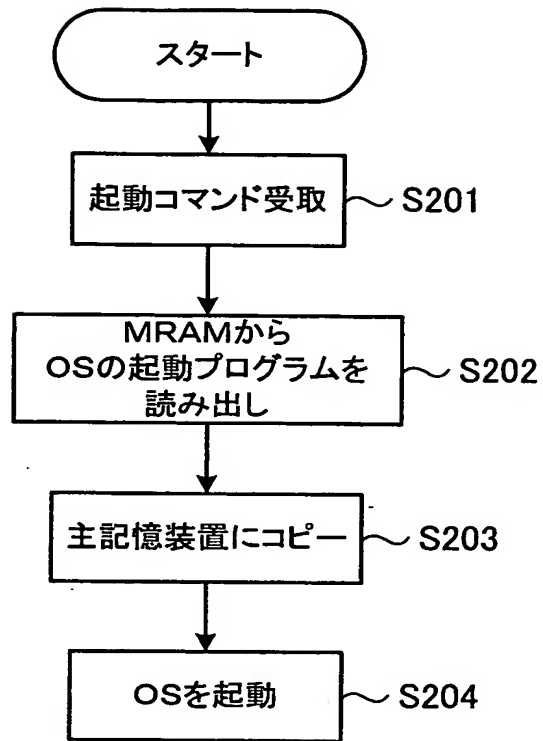 スタート
起動コマンド受取 S201
MRAMから
OSの起動プログラムを
読み出し S202
主記憶装置にコピー S203
OSを起動 S204